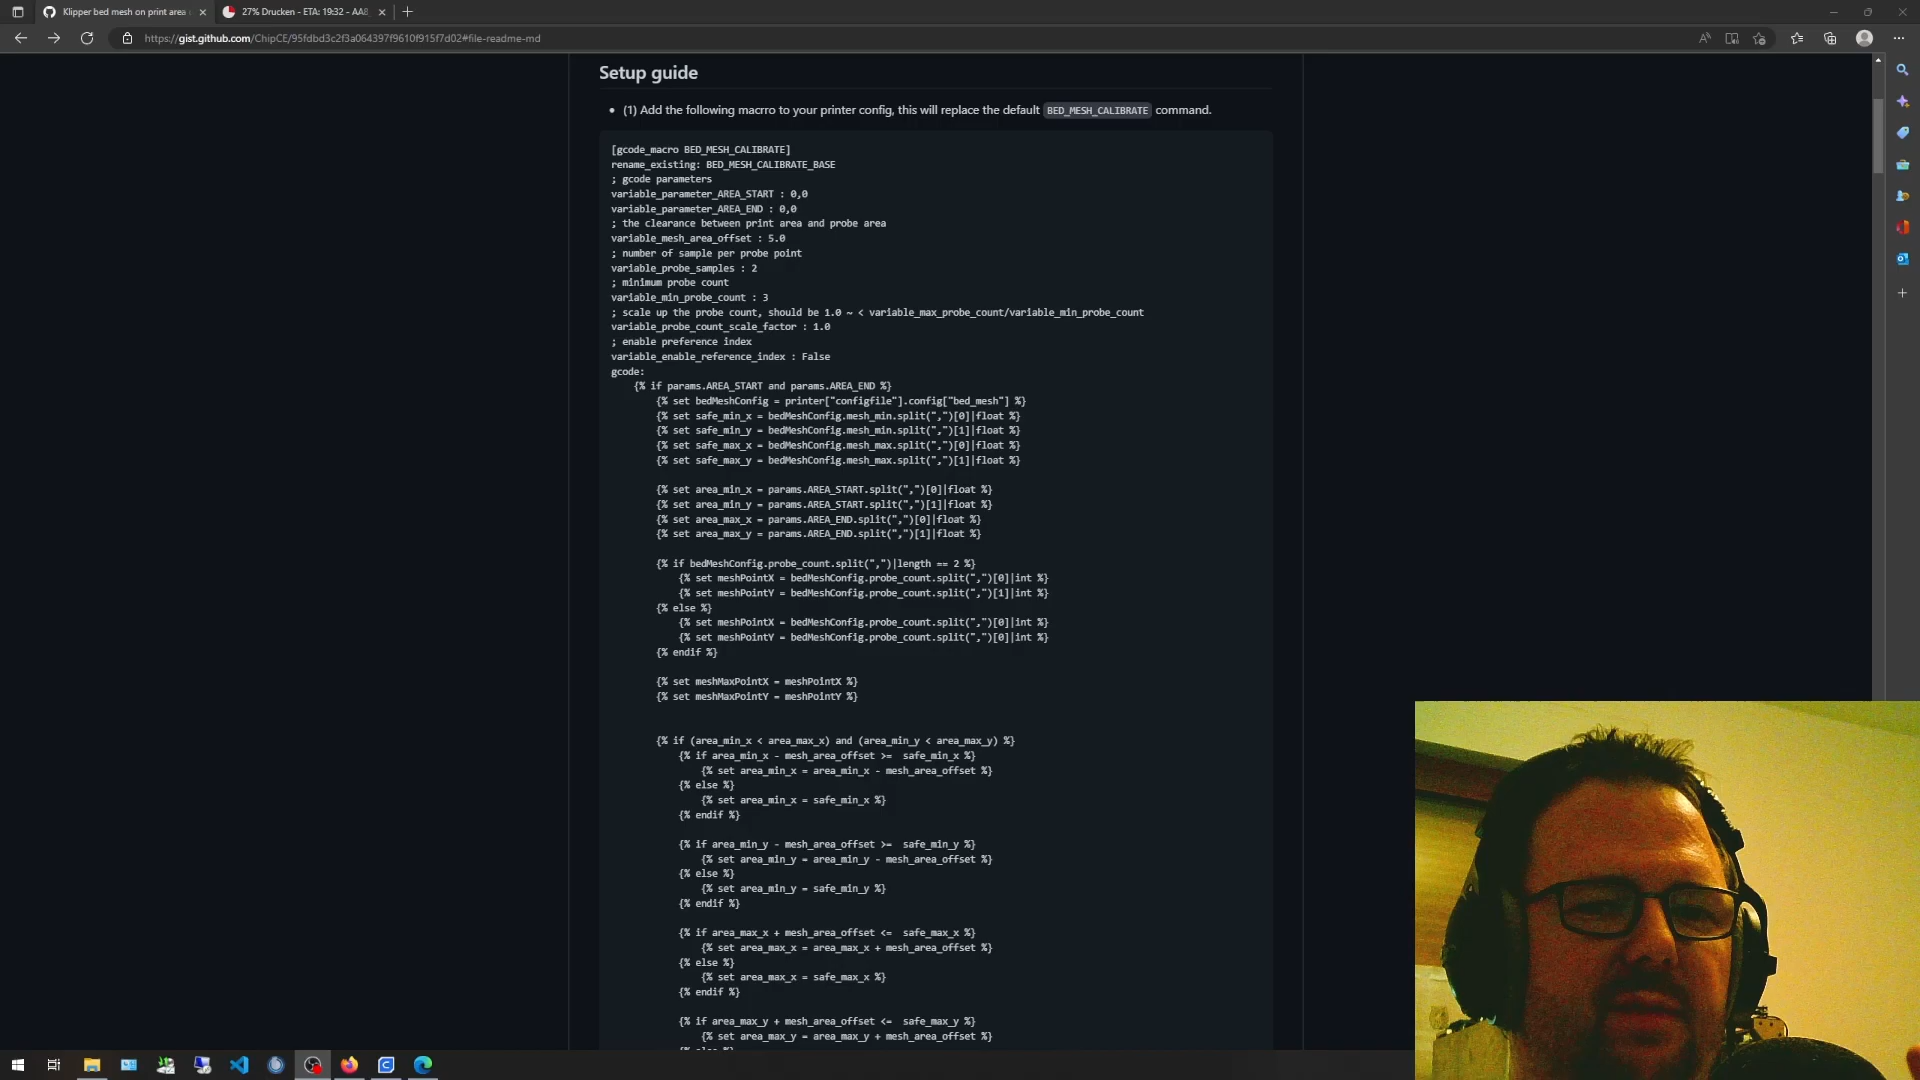 Klipper bed mesh on print area
27% Drucken - ETA: 19:32 - AA8
https://gist.github.com/ChipCE/95fdbd3c2f3a064397f9610f915f7d02#file-readme-md
Setup guide
(1) Add the following macrro to your printer config, this will replace the default BED_MESH_CALIBRATE command.
[gcode_macro BED_MESH_CALIBRATE]
rename_existing: BED_MESH_CALIBRATE_BASE
; gcode parameters
variable_parameter_AREA_START : 0,0
variable_parameter_AREA_END : 0,0
; the clearance between print area and probe area
variable_mesh_area_offset : 5.0
; number of sample per probe point
variable_probe_samples : 2
; minimum probe count
variable_min_probe_count : 3
; scale up the probe count, should be 1.0 ~ < variable_max_probe_count/variable_min_probe_count
variable_probe_count_scale_factor : 1.0
; enable preference index
variable_enable_reference_index : False
gcode:
{% if params.AREA_START and params.AREA_END %}
{% set bedMeshConfig = printer["configfile"].config["bed_mesh"] %}
{% set safe_min_x = bedMeshConfig.mesh_min.split(",")[0]|float %}
{% set safe_min_y = bedMeshConfig.mesh_min.split(",")[1]|float %}
{% set safe_max_x = bedMeshConfig.mesh_max.split(",")[0]|float %}
{% set safe_max_y = bedMeshConfig.mesh_max.split(",")[1]|float %}
{% set area_min_x = params.AREA_START.split(",")[0]|float %}
{% set area_min_y = params.AREA_START.split(",")[1]|float %}
{% set area_max_x = params.AREA_END.split(",")[0]|float %}
{% set area_max_y = params.AREA_END.split(",")[1]|float %}
{% if bedMeshConfig.probe_count.split(",")|length == 2 %}
{% set meshPointX = bedMeshConfig.probe_count.split(",")[0]|int %}
{% set meshPointY = bedMeshConfig.probe_count.split(",")[1]|int %}
{% else %}
{% set meshPointX = bedMeshConfig.probe_count.split(",")[0]|int %}
{% set meshPointY = bedMeshConfig.probe_count.split(",")[0]|int %}
{% endif %}
{% set meshMaxPointX = meshPointX %}
{% set meshMaxPointY = meshPointY %}
{% if (area_min_x < area_max_x) and (area_min_y < area_max_y) %}
{% if area_min_x - mesh_area_offset >=  safe_min_x %}
{% set area_min_x = area_min_x - mesh_area_offset %}
{% else %}
{% set area_min_x = safe_min_x %}
{% endif %}
{% if area_min_y - mesh_area_offset >=  safe_min_y %}
{% set area_min_y = area_min_y - mesh_area_offset %}
{% else %}
{% set area_min_y = safe_min_y %}
{% endif %}
{% if area_max_x + mesh_area_offset <=  safe_max_x %}
{% set area_max_x = area_max_x + mesh_area_offset %}
{% else %}
{% set area_max_x = safe_max_x %}
{% endif %}
{% if area_max_y + mesh_area_offset <=  safe_max_y %}
{% set area_max_y = area_max_y + mesh_area_offset %}